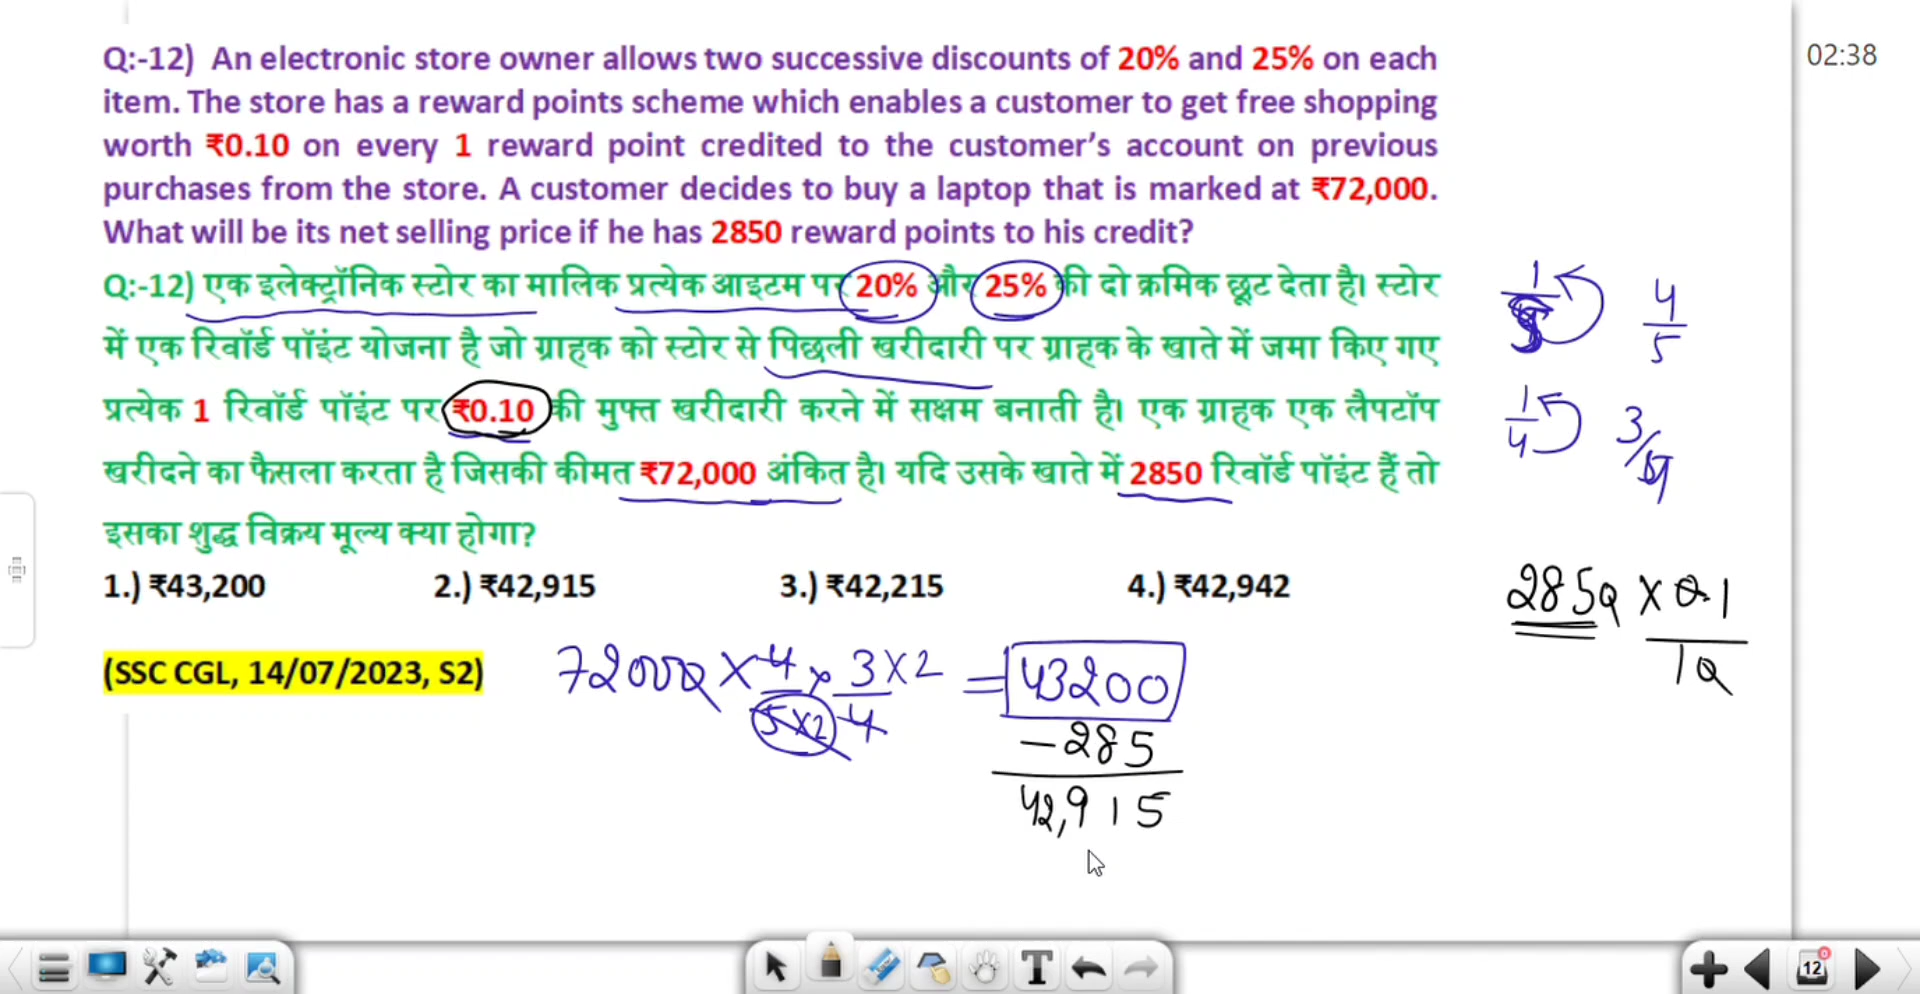 02:38
Q:-12) An electronic store owner allows two successive discounts of 20% and 25% on each
item. The store has a reward points scheme which enables a customer to get free shopping
worth ₹0.10 on every 1 reward point credited to the customer's account on previous
purchases from the store. A customer decides to buy a laptop that is marked at ₹72,000.
What will be its net selling price if he has 2850 reward points to his credit?
Q:-12) एक इलेक्ट्रॉनिक स्टोर का मालिक प्रत्येक आइटम पर 20% और 25% की दो क्रमिक छूट देता है। स्टोर
में एक रिवॉर्ड पॉइंट योजना है जो ग्राहक को स्टोर से पिछली खरीदारी पर ग्राहक के खाते में जमा किए गए
प्रत्येक 1 रिवॉर्ड पॉइंट पर ₹0.10 की मुफ्त खरीदारी करने में सक्षम बनाती है। एक ग्राहक एक लैपटॉप
खरीदने का फैसला करता है जिसकी कीमत ₹72,000 अंकित है। यदि उसके खाते में 2850 रिवॉर्ड पॉइंट हैं तो
इसका शुद्ध विक्रय मूल्य क्या होगा?
1.) ₹43,200 2.) ₹42,915 3.) ₹42,215 4.) ₹42,942
(SSC CGL, 14/07/2023, S2)
72000 × 4/5×2 × 3×2/4 = 43200
- 285
42,915
1/5 4/5
1/4 3/
2850 × 0.1
10
T
12
0